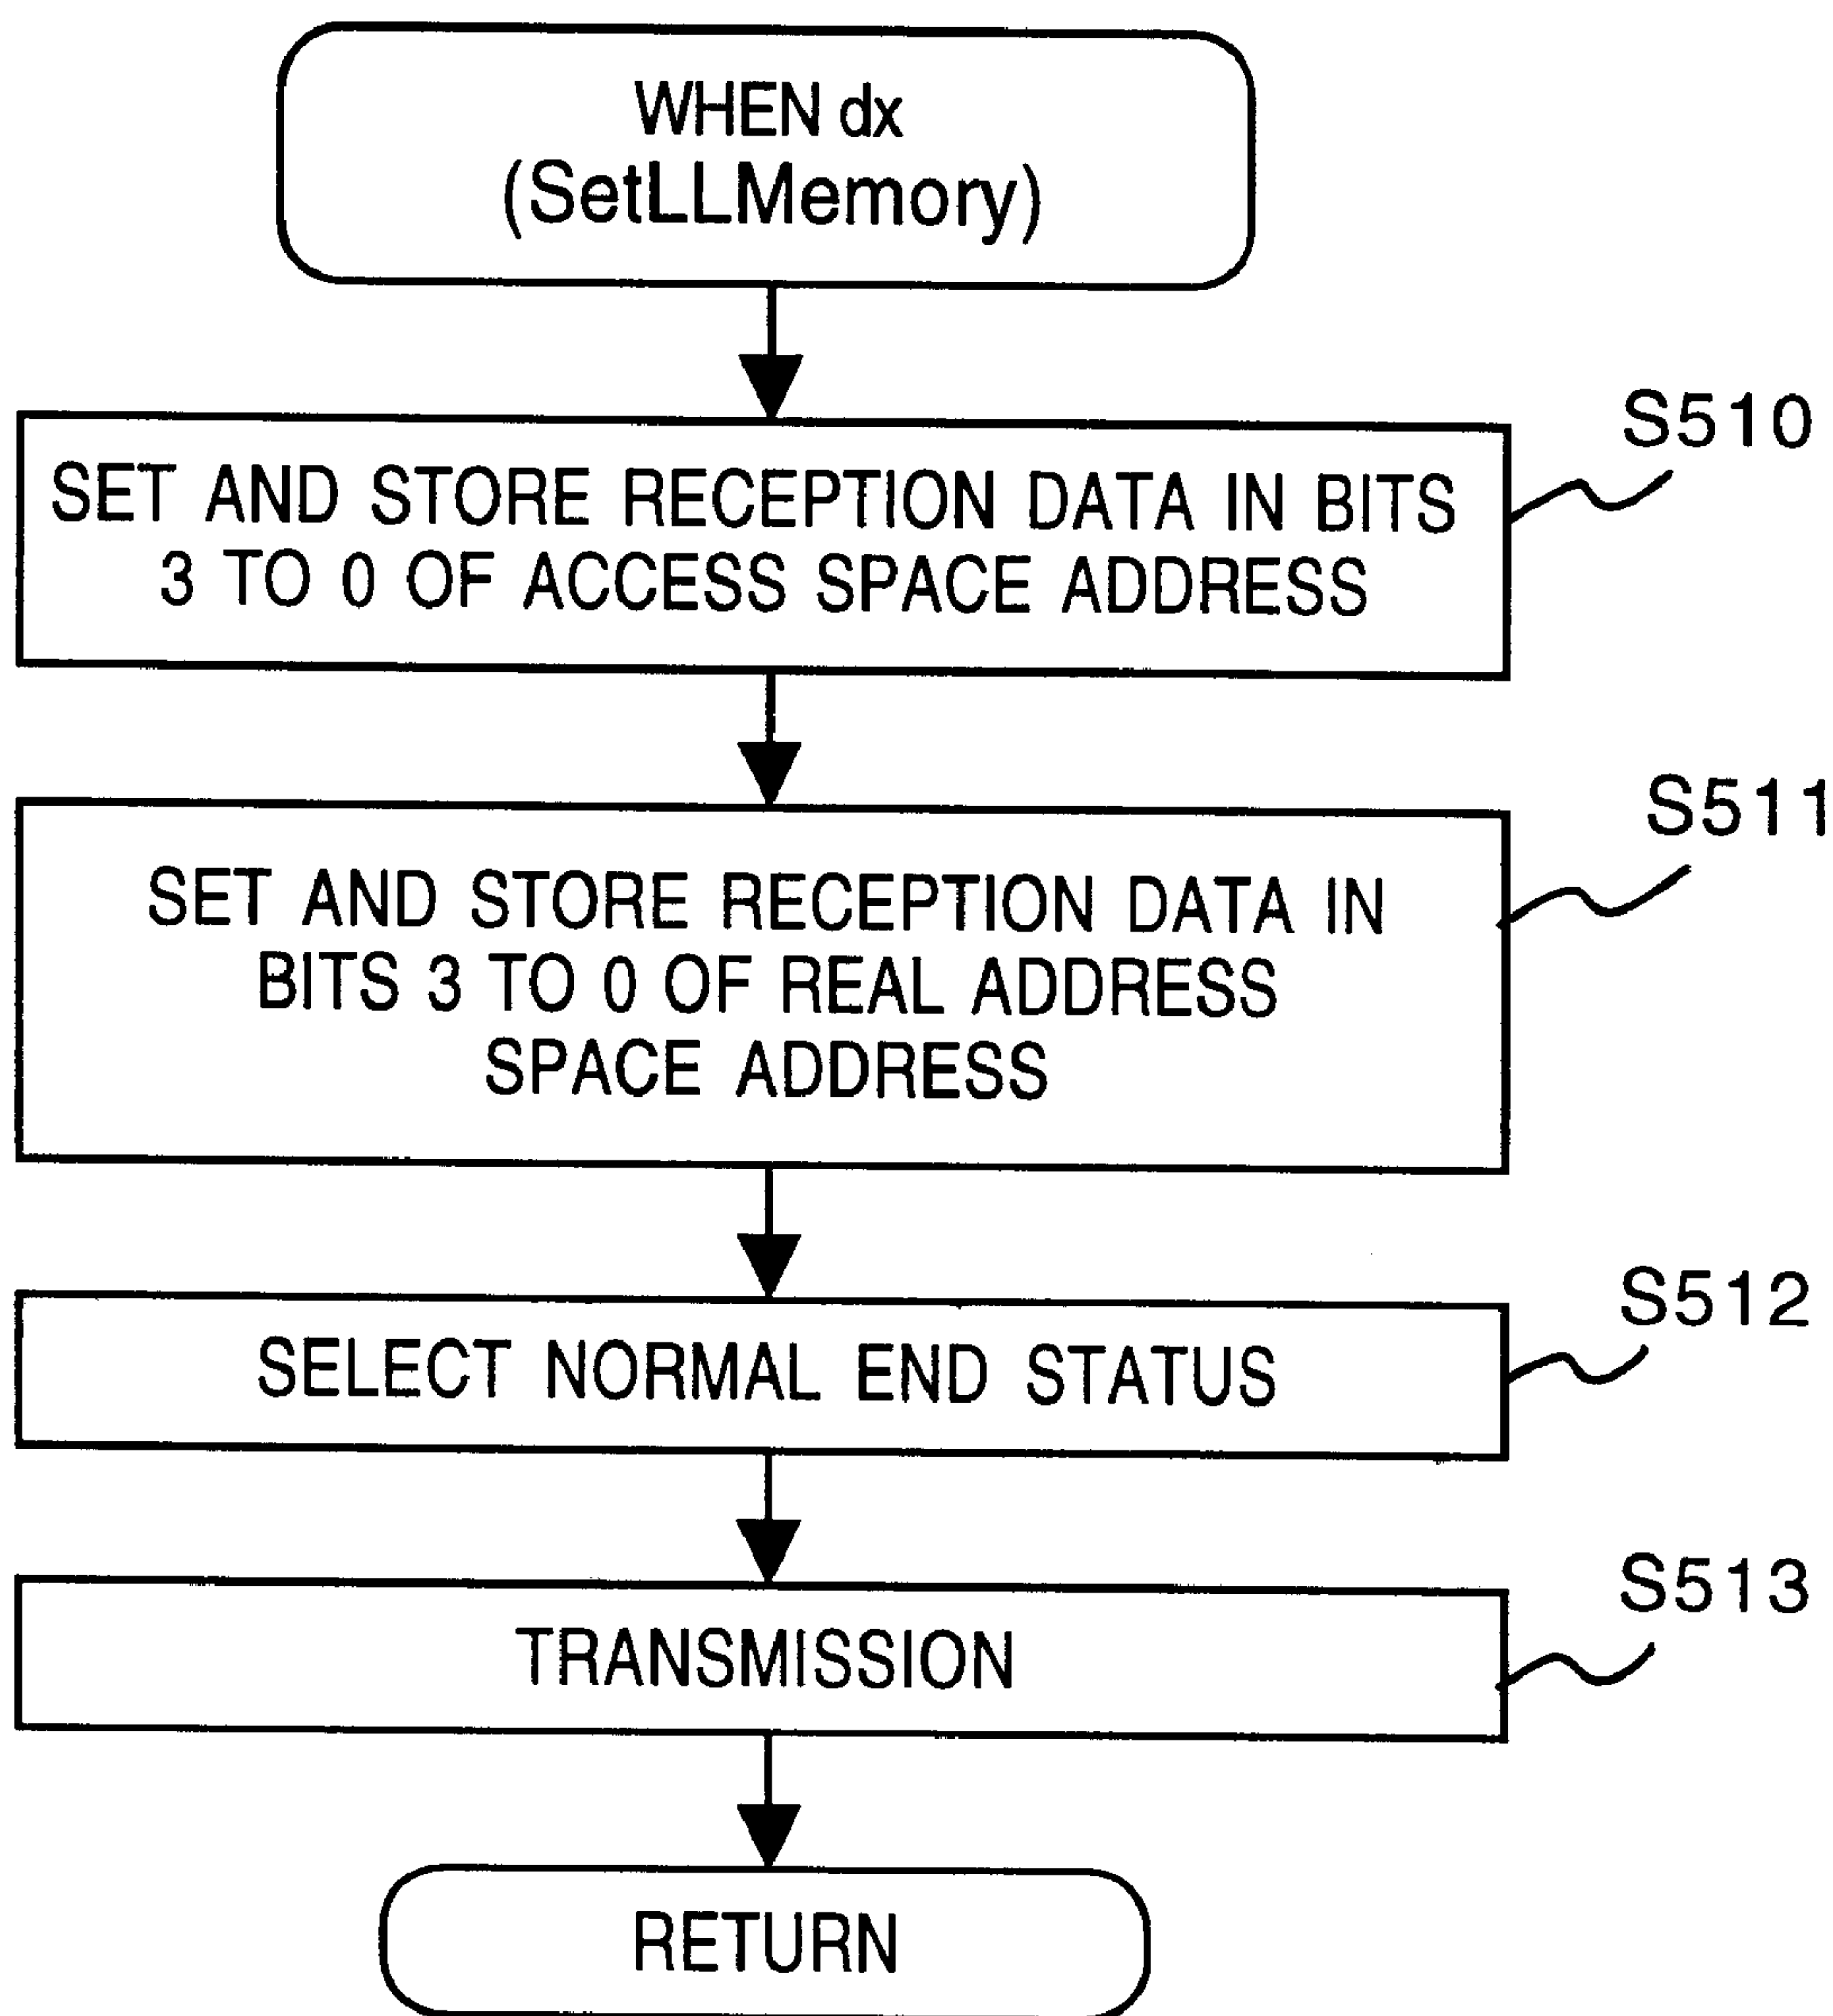 WHEN dx
(SetLLMemory)
S510
SET AND STORE RECEPTION DATA IN BITS
3 TO 0 OF ACCESS SPACE ADDRESS
S511
SET AND STORE RECEPTION DATA IN
BITS 3 TO 0 OF REAL ADDRESS
SPACE ADDRESS
S512
SELECT NORMAL END STATUS
S513
TRANSMISSION
RETURN